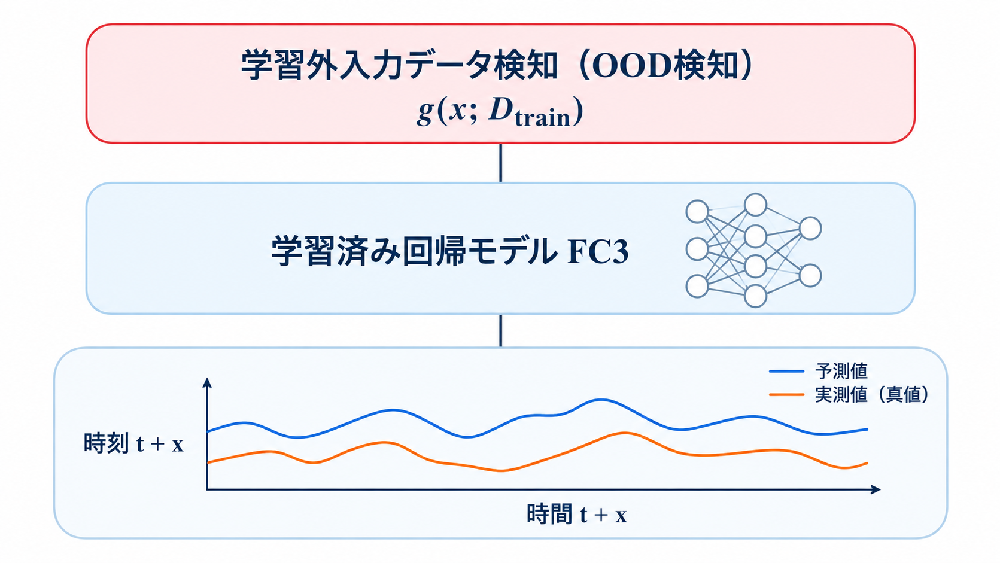 学習外入力データ検知（OOD検知）
g(x; D_train)
学習済み回帰モデル FC3
予測値
実測値（真値）
時刻 t + x
時間 t + x